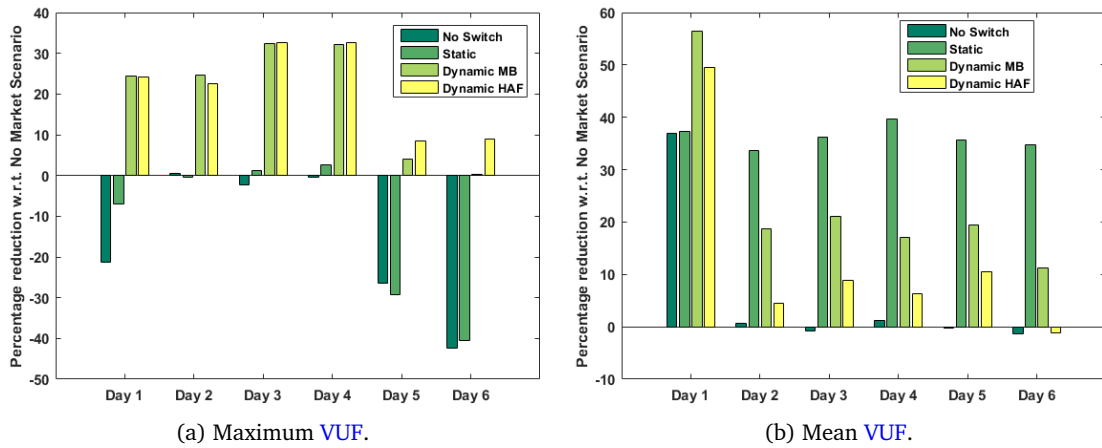 Percentage reduction w.r.t. No Market Scenario
40
30
20
10
0
-10
-20
-30
-40
-50
No Switch
Static
Dynamic MB
Dynamic HAF
Day 1 Day 2 Day 3 Day 4 Day 5 Day 6
(a) Maximum VUF.
Percentage reduction w.r.t. No Market Scenario
60
50
40
30
20
10
0
-10
No Switch
Static
Dynamic MB
Dynamic HAF
Day 1 Day 2 Day 3 Day 4 Day 5 Day 6
(b) Mean VUF.